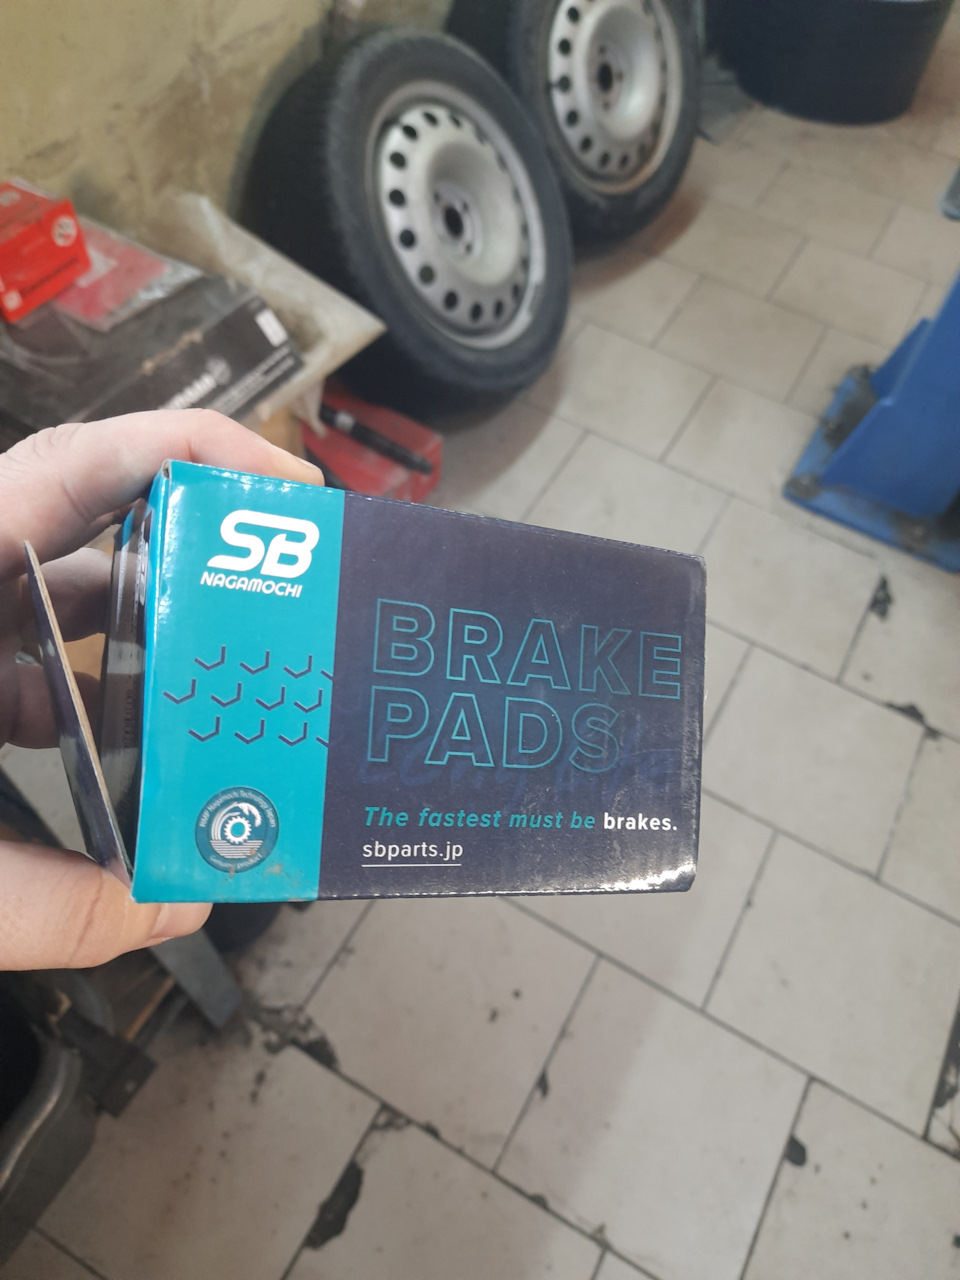 SB
NAGAMOCHI
BRAKE
PADS
The fastest must be brakes.
sbparts.jp